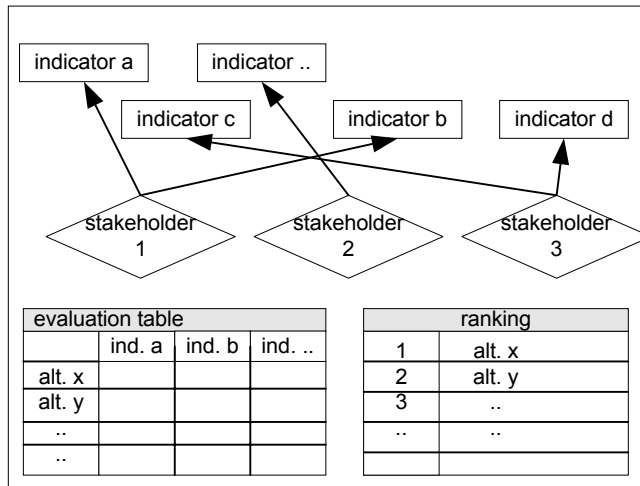 indicator a
indicator ..
indicator c
indicator b
indicator d
stakeholder
1
stakeholder
2
stakeholder
3
evaluation table
ind. a ind. b ind. ..
alt. x
alt. y
..
..
ranking
1 alt. x
2 alt. y
3 ..
.. ..